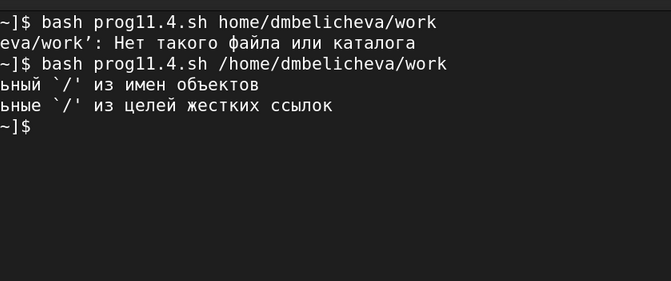 ~]$ bash prog11.4.sh home/dmbelicheva/work
eva/work’: Нет такого файла или каталога
~]$ bash prog11.4.sh /home/dmbelicheva/work
ьный `/' из имен объектов
ьные `/' из целей жестких ссылок
~]$